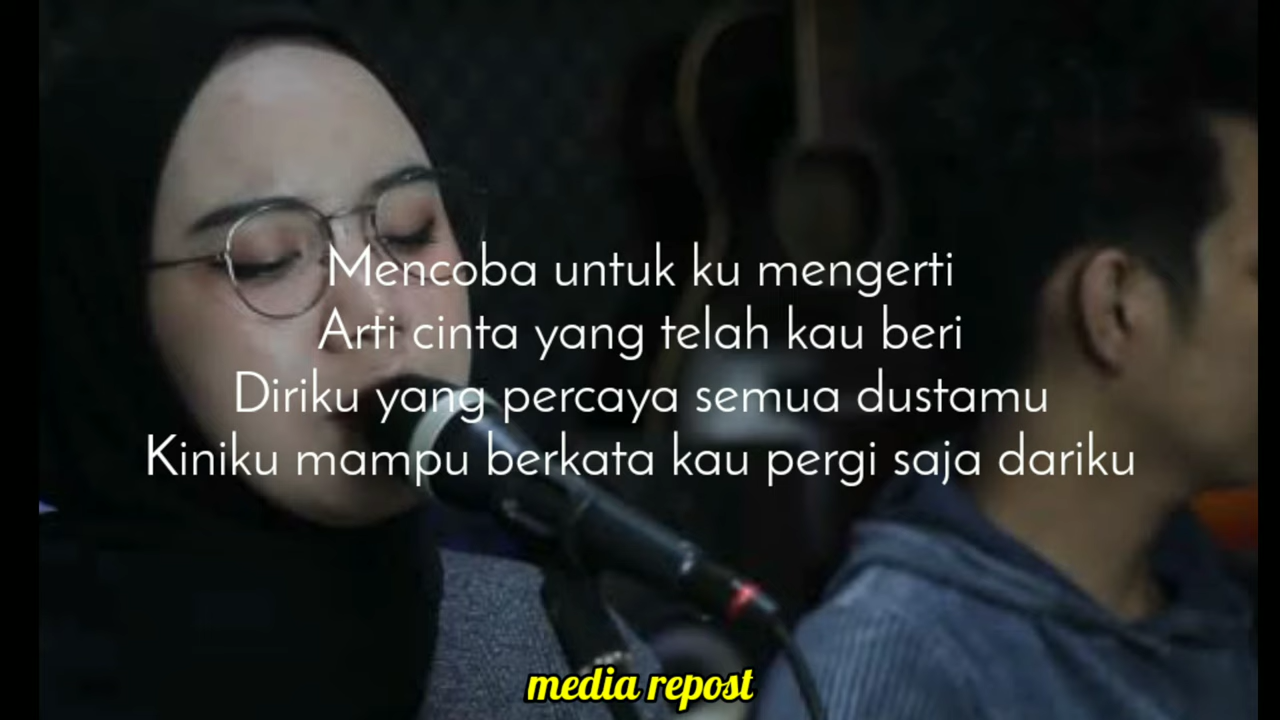 Mencoba untuk ku mengerti
Arti cinta yang telah kau beri
Diriku yang percaya semua dustamu
Kiniku mampu berkata kau pergi saja dariku
media repost